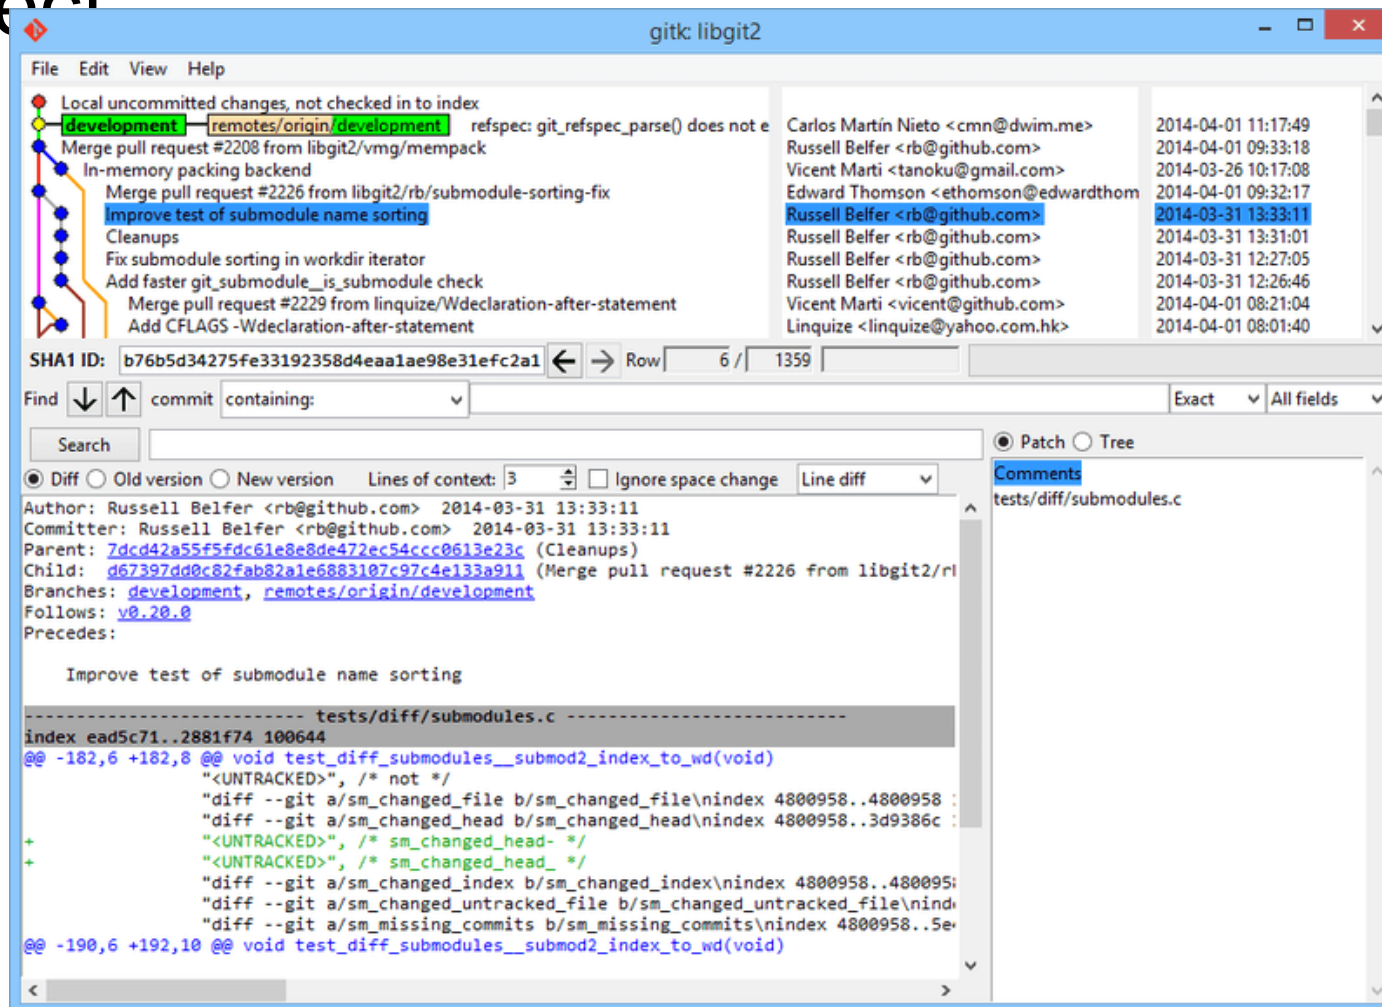 gitk: libgit2
File Edit View Help
Local uncommitted changes, not checked in to index
development remotes/origin/development refspec: git_refspec_parse() does not e Carlos Martín Nieto <cmn@dwim.me> 2014-04-01 11:17:49
Merge pull request #2208 from libgit2/vmg/mempack Russell Belfer <rb@github.com> 2014-04-01 09:33:18
In-memory packing backend Vicent Marti <tanoku@gmail.com> 2014-03-26 10:17:08
Merge pull request #2226 from libgit2/rb/submodule-sorting-fix Edward Thomson <ethomson@edwardthom 2014-04-01 09:32:17
Improve test of submodule name sorting Russell Belfer <rb@github.com> 2014-03-31 13:33:11
Cleanups Russell Belfer <rb@github.com> 2014-03-31 13:31:01
Fix submodule sorting in workdir iterator Russell Belfer <rb@github.com> 2014-03-31 12:27:05
Add faster git_submodule__is_submodule check Russell Belfer <rb@github.com> 2014-03-31 12:26:46
Merge pull request #2229 from linquize/Wdeclaration-after-statement Vicent Marti <vicent@github.com> 2014-04-01 08:21:04
Add CFLAGS -Wdeclaration-after-statement Linquize <linquize@yahoo.com.hk> 2014-04-01 08:01:40
SHA1 ID: b76b5d34275fe33192358d4eaa1ae98e31efc2a1 Row 6 / 1359
Find commit containing: Exact All fields
Search Patch Tree
Diff Old version New version Lines of context: 3 Ignore space change Line diff
Comments
tests/diff/submodules.c
Author: Russell Belfer <rb@github.com> 2014-03-31 13:33:11
Committer: Russell Belfer <rb@github.com> 2014-03-31 13:33:11
Parent: 7dcd42a55f5fdc61e8e8de472ec54ccc0613e23c (Cleanups)
Child: d67397dd0c82fab82a1e6883107c97c4e133a911 (Merge pull request #2226 from libgit2/rl
Branches: development, remotes/origin/development
Follows: v0.20.0
Precedes:
Improve test of submodule name sorting
--------------------------- tests/diff/submodules.c ---------------------------
index ead5c71..2881f74 100644
@@ -182,6 +182,8 @@ void test_diff_submodules__submod2_index_to_wd(void)
"<UNTRACKED>", /* not */
"diff --git a/sm_changed_file b/sm_changed_file\nindex 4800958..4800958
"diff --git a/sm_changed_head b/sm_changed_head\nindex 4800958..3d9386c
+ "<UNTRACKED>", /* sm_changed_head- */
+ "<UNTRACKED>", /* sm_changed_head_ */
"diff --git a/sm_changed_index b/sm_changed_index\nindex 4800958..480095
"diff --git a/sm_changed_untracked_file b/sm_changed_untracked_file\nind
"diff --git a/sm_missing_commits b/sm_missing_commits\nindex 4800958..5e
@@ -190,6 +192,10 @@ void test_diff_submodules__submod2_index_to_wd(void)